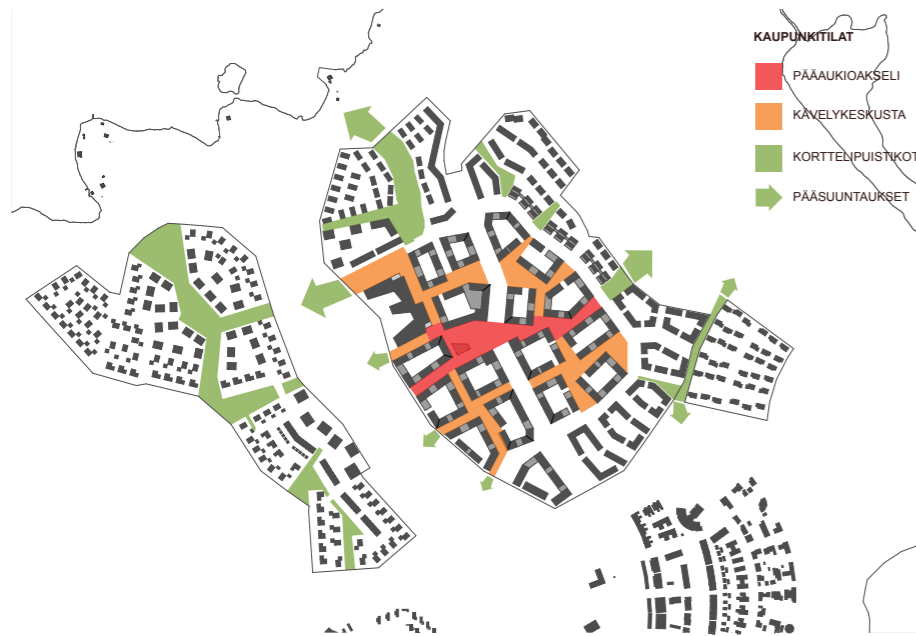 KAUPUNKITILAT
PÄÄAUKIOAKSELI
KÄVELYKESKUSTA
KORTTELIPUISTIKOT
PÄÄSUUNTAUKSET